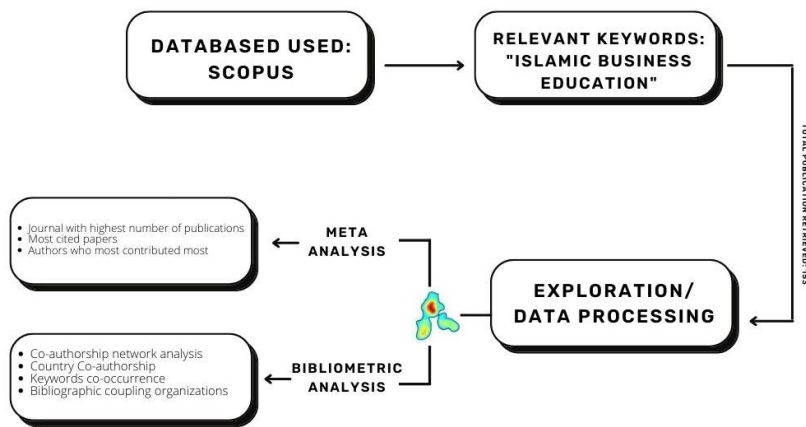 DATABASED USED:
SCOPUS
RELEVANT KEYWORDS:
"ISLAMIC BUSINESS
EDUCATION"
TOTAL PUBLICATION RETRIEVED: 193
EXPLORATION/
DATA PROCESSING
META
ANALYSIS
• Journal with highest number of publications
• Most cited papers
• Authors who most contributed most
BIBLIOMETRIC
ANALYSIS
• Co-authorship network analysis
• Country Co-authorship
• Keywords co-occurrence
• Bibliographic coupling organizations